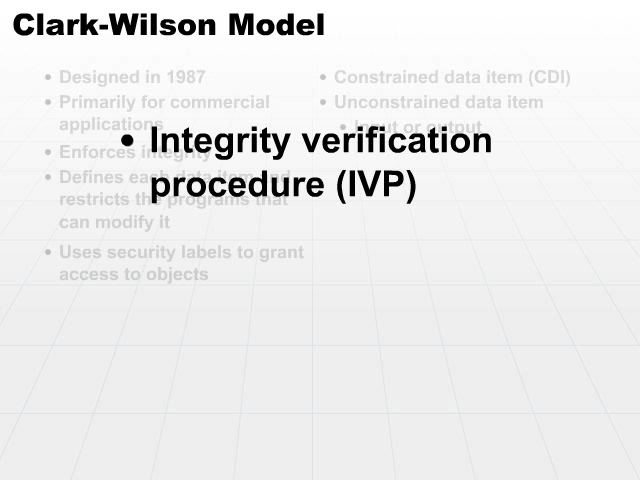 Clark-Wilson Model
• Designed in 1987
• Primarily for commercial
applications
• Enforces integrity
• Defines each data item and
restricts the programs that
can modify it
• Uses security labels to grant
access to objects
• Constrained data item (CDI)
• Unconstrained data item
• Input or output
• Integrity verification
procedure (IVP)